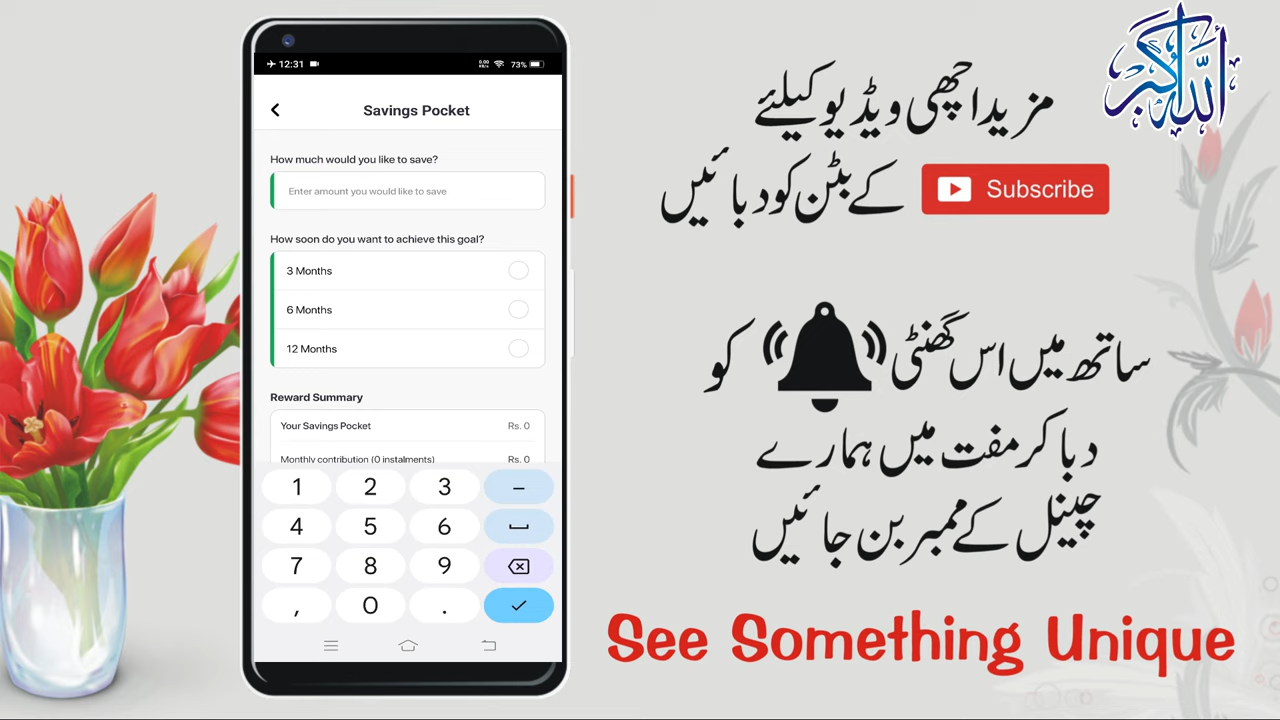 12:31
0.00
KB/s
73%
Savings Pocket
How much would you like to save?
Enter amount you would like to save
How soon do you want to achieve this goal?
3 Months
6 Months
12 Months
Reward Summary
Your Savings Pocket Rs. 0
Monthly contribution (0 instalments) Rs. 0
1 2 3 –
4 5 6
7 8 9
, 0 .
اللہ اکبر
مزید اچھی ویڈیو کیلئے
Subscribe کے بٹن کو دبائیں
ساتھ میں اس گھنٹی کو
دبا کر مفت میں ہمارے
چینل کے ممبر بن جائیں
See Something Unique